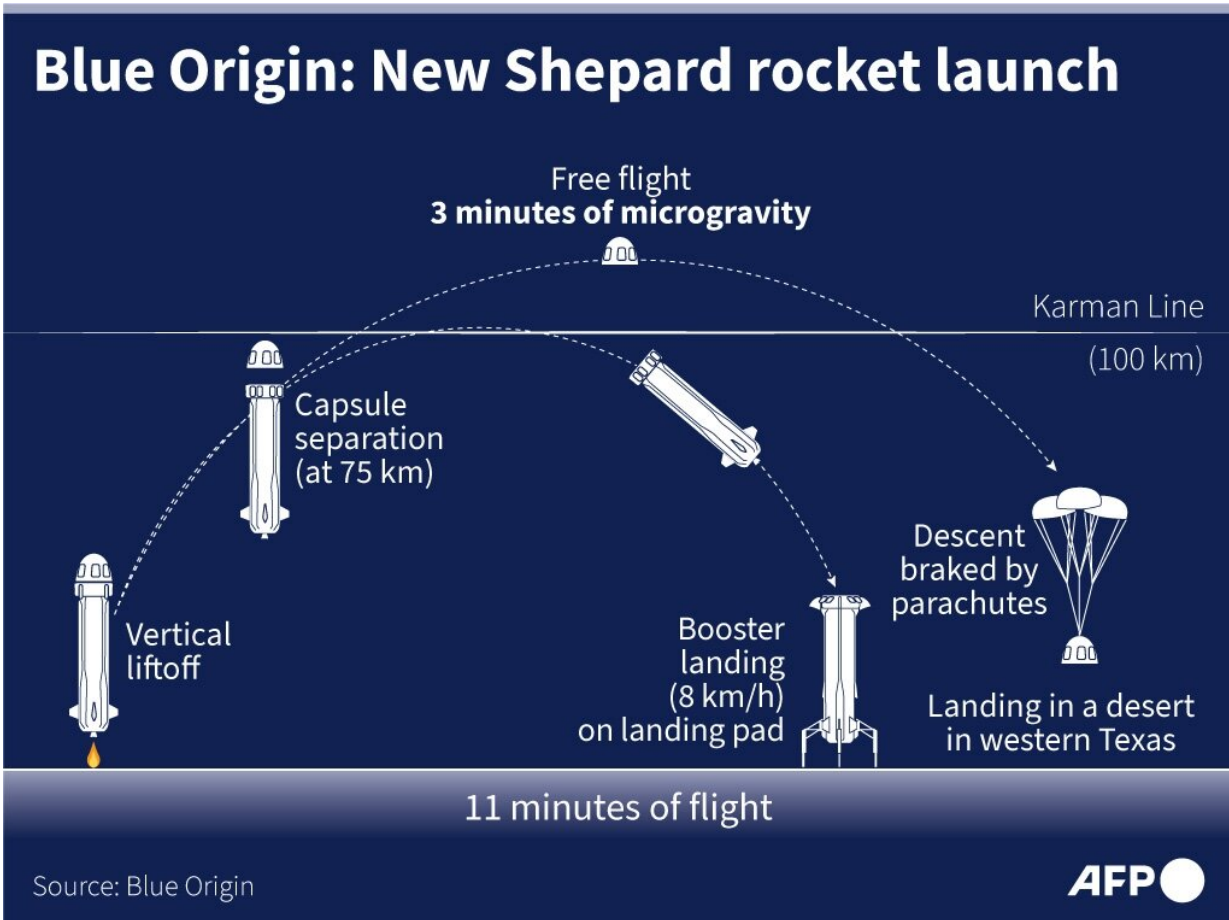 Blue Origin: New Shepard rocket launch
Free flight
3 minutes of microgravity
Karman Line
(100 km)
Capsule
separation
(at 75 km)
Vertical
liftoff
Booster
landing
(8 km/h)
on landing pad
Descent
braked by
parachutes
Landing in a desert
in western Texas
11 minutes of flight
Source: Blue Origin
AFP